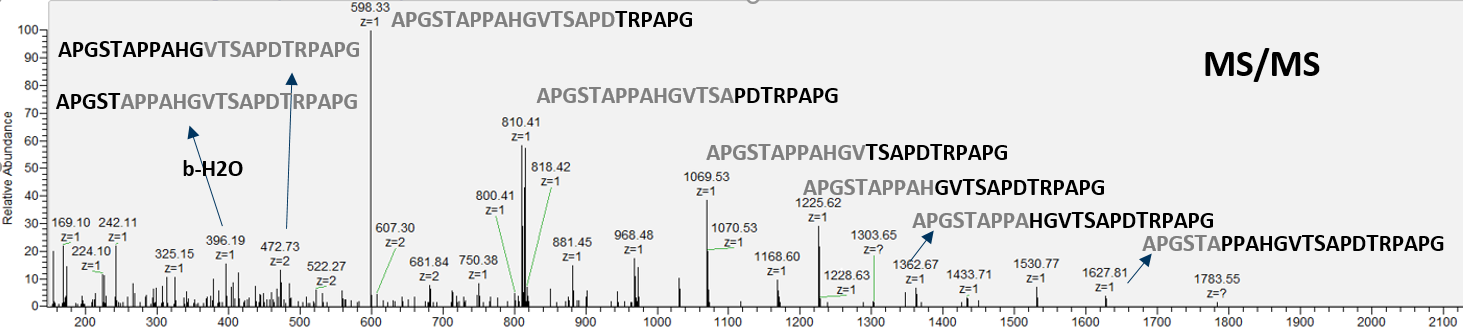 598.33
z=1
APGSTAPPAHGVTSAPDTRPAPG
APGSTAPPAHGVTSAPDTRPAPG
MS/MS
APGSTAPPAHGVTSAPDTRPAPG
APGSTAPPAHGVTSAPDTRPAPG
810.41
z=1
b-H2O
APGSTAPPAHGVTSAPDTRPAPG
818.42
z=1
1069.53
z=1
APGSTAPPAHGVTSAPDTRPAPG
800.41
z=1
1225.62
z=1
APGSTAPPAHGVTSAPDTRPAPG
169.10
z=1
242.11
z=1
224.10
z=1
325.15
z=1
396.19
z=1
472.73
z=2
522.27
z=2
607.30
z=2
681.84
z=2
750.38
z=1
881.45
z=1
968.48
z=1
1070.53
z=1
1168.60
z=1
1228.63
z=1
1303.65
z=?
1362.67
z=1
1433.71
z=1
1530.77
z=1
APGSTAPPAHGVTSAPDTRPAPG
1627.81
z=1
1783.55
z=?
Relative Abundance
100
90
80
70
60
50
40
30
20
10
0
200 300 400 500 600 700 800 900 1000 1100 1200 1300 1400 1500 1600 1700 1800 1900 2000 2100